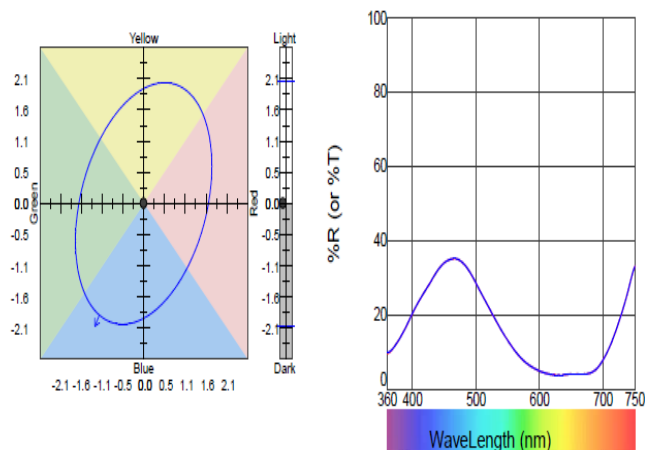 Yellow
Light
2.1
1.6
1.1
0.5
0.0
-0.5
-1.1
-1.6
-2.1
Green
Red
2.1
1.6
1.1
0.5
0.0
-0.5
-1.1
-1.6
-2.1
Blue
Dark
-2.1 -1.6 -1.1 -0.5 0.0 0.5 1.1 1.6 2.1
%R (or %T)
100
80
60
40
20
0
360 400 500 600 700 750
WaveLength (nm)